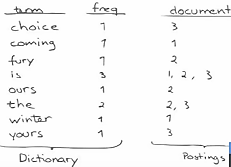 term freq document
choice 1 3
coming 1 1
fury 1 2
is 3 1, 2, 3
ours 1 2
the 2 2, 3
winter 1 1
yours 1 3
Dictionary Postings